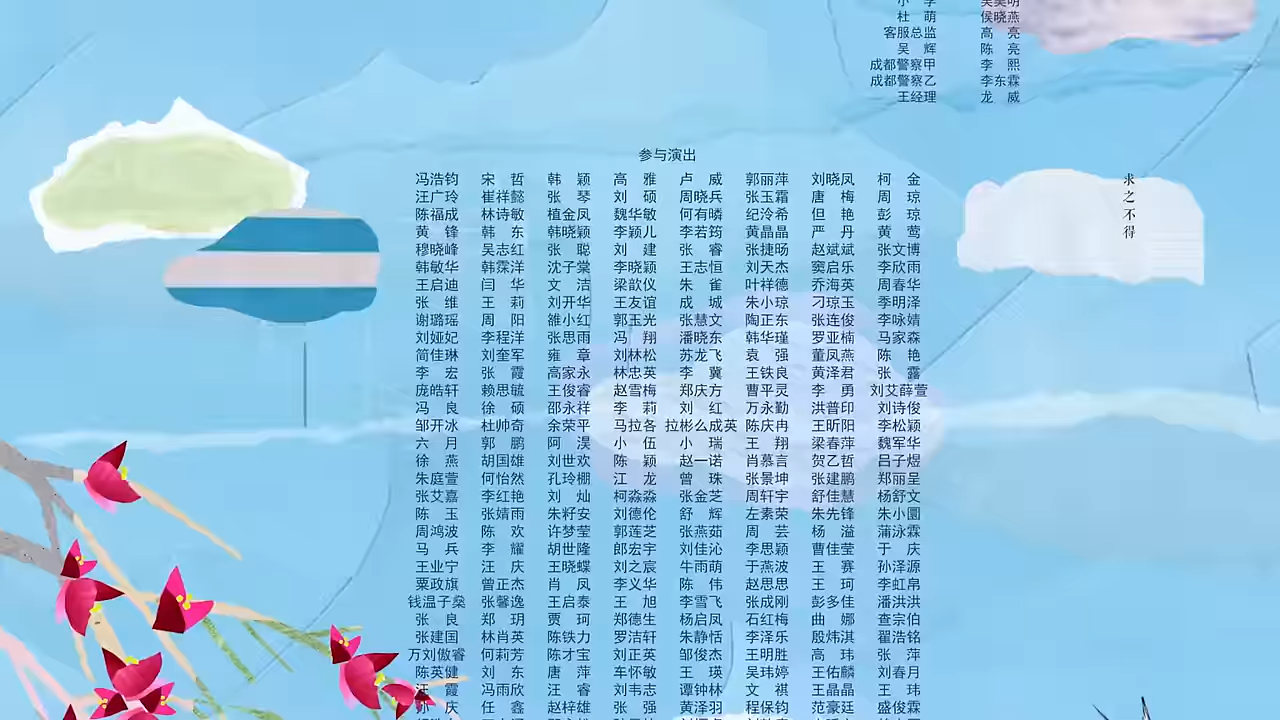 杜 萌 侯晓燕
客服总监 高 亮
吴 辉 陈 亮
成都警察甲 李 熙
成都警察乙 李东霖
王经理 龙 威
参与演出
冯浩钧 宋 哲 韩 颖 高 雅 卢 威 郭丽萍 刘晓凤 柯 金
汪广玲 崔祥懿 张 琴 刘 硕 周晓兵 张玉霜 唐 梅 周 琼
陈福成 林诗敏 植金凤 魏华敏 何有嶙 纪泠希 但 艳 彭 琼
黄 锋 韩 东 韩晓颖 李颖儿 李若筠 黄晶晶 严 丹 黄 莺
穆晓峰 吴志红 张 聪 刘 建 张 睿 张捷旸 赵斌斌 张文博
韩敏华 韩霂洋 沈子棠 李晓颖 王志恒 刘天杰 窦启乐 李欣雨
王启迪 闫 华 文 洁 梁歆仪 朱 雀 叶祥德 乔海英 周春华
张 维 王 莉 刘开华 王友谊 成 城 朱小琼 刁琼玉 李明泽
谢璐瑶 周 阳 雒小红 郭玉光 张慧文 陶正东 张连俊 李咏婧
刘娅妃 李程洋 张思雨 冯 翔 潘晓东 韩华瑾 罗亚楠 马家森
简佳琳 刘奎军 雍 章 刘林松 苏龙飞 袁 强 董凤燕 陈 艳
李 宏 张 霞 高家永 林忠英 李 冀 王铁良 黄泽君 张 露
庞皓轩 赖思毓 王俊睿 赵雪梅 郑庆方 曹平灵 李 勇 刘艾薛萱
冯 良 徐 硕 邵永祥 李 莉 刘 红 万永勤 洪普印 刘诗俊
邹开冰 杜帅奇 余荣平 马拉各 拉彬么成英 陈庆冉 王昕阳 李松颖
六 月 郭 鹏 阿 淏 小 伍 小 瑞 王 翔 梁春萍 魏军华
徐 燕 胡国雄 刘世欢 陈 颖 赵一诺 肖慕言 贺乙哲 吕子煜
朱庭萱 何怡然 孔玲棚 江 龙 曾 珠 张景坤 张建鹏 郑丽呈
张艾嘉 李红艳 刘 灿 柯淼淼 张金芝 周轩宇 舒佳慧 杨舒文
陈 玉 张婧雨 朱籽安 刘德伦 舒 辉 左素荣 朱先锋 朱小圜
周鸿波 陈 欢 许梦莹 郭莲芝 张燕茹 周 芸 杨 溢 蒲泳霖
马 兵 李 耀 胡世隆 郎宏宇 刘佳沁 李思颖 曹佳莹 于 庆
王业宁 汪 庆 王晓蝶 刘之宸 牛雨萌 于燕波 王 赛 孙泽源
粟政旗 曾正杰 肖 凤 李义华 陈 伟 赵思思 王 珂 李虹帛
钱温子燊 张馨逸 王启泰 王 旭 李雪飞 张成刚 彭多佳 潘洪洪
张 良 郑 玥 贾 珂 郑德生 杨启凤 石红梅 曲 娜 查宗伯
张建国 林肖英 陈铁力 罗洁轩 朱静恬 李泽乐 殷炜淇 翟浩铭
万刘傲睿 何莉芳 陈才宝 刘正英 邹俊杰 王明胜 高 玮 张 萍
陈英健 刘 东 唐 萍 车怀敏 王 瑛 吴玮婷 王佑麟 刘春月
汪 霞 冯雨欣 汪 睿 刘韦志 谭钟林 文 祺 王晶晶 王 玮
庆 任 鑫 赵梓雄 张 强 黄泽羽 程保钧 范豪廷 盛俊霖
求之不得